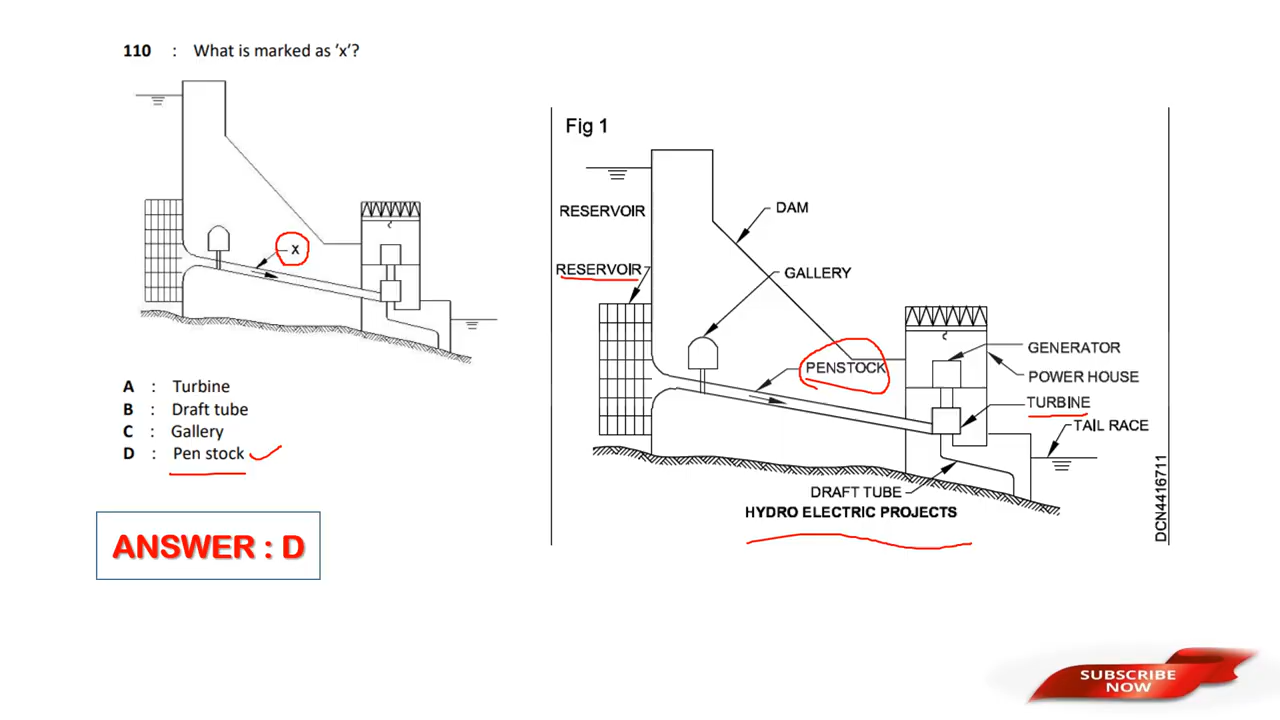 110 : What is marked as ’x’?
X
A : Turbine
B : Draft tube
C : Gallery
D : Pen stock
ANSWER : D
Fig 1
RESERVOIR
DAM
RESERVOIR
GALLERY
PENSTOCK
GENERATOR
POWER HOUSE
TURBINE
TAIL RACE
DRAFT TUBE
HYDRO ELECTRIC PROJECTS
DCN4416711
SUBSCRIBE
NOW